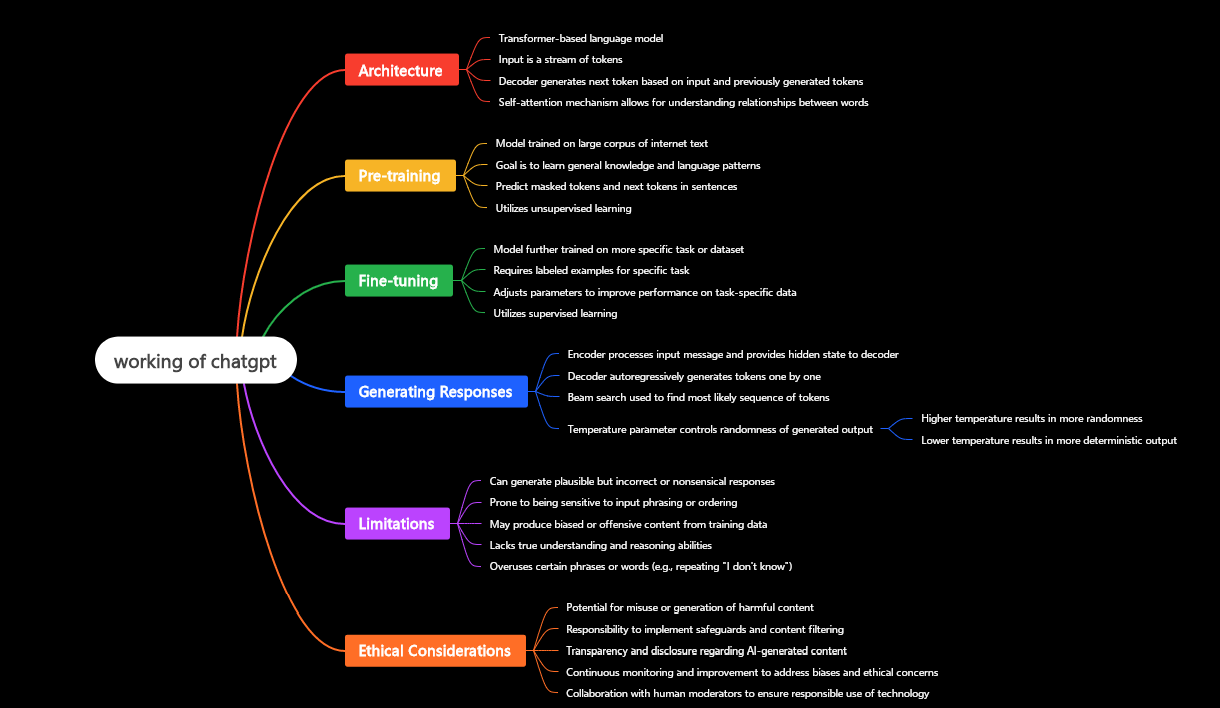 working of chatgpt
Architecture
Transformer-based language model
Input is a stream of tokens
Decoder generates next token based on input and previously generated tokens
Self-attention mechanism allows for understanding relationships between words
Pre-training
Model trained on large corpus of internet text
Goal is to learn general knowledge and language patterns
Predict masked tokens and next tokens in sentences
Utilizes unsupervised learning
Fine-tuning
Model further trained on more specific task or dataset
Requires labeled examples for specific task
Adjusts parameters to improve performance on task-specific data
Utilizes supervised learning
Generating Responses
Encoder processes input message and provides hidden state to decoder
Decoder autoregressively generates tokens one by one
Beam search used to find most likely sequence of tokens
Temperature parameter controls randomness of generated output
Higher temperature results in more randomness
Lower temperature results in more deterministic output
Limitations
Can generate plausible but incorrect or nonsensical responses
Prone to being sensitive to input phrasing or ordering
May produce biased or offensive content from training data
Lacks true understanding and reasoning abilities
Overuses certain phrases or words (e.g., repeating "I don't know")
Ethical Considerations
Potential for misuse or generation of harmful content
Responsibility to implement safeguards and content filtering
Transparency and disclosure regarding AI-generated content
Continuous monitoring and improvement to address biases and ethical concerns
Collaboration with human moderators to ensure responsible use of technology